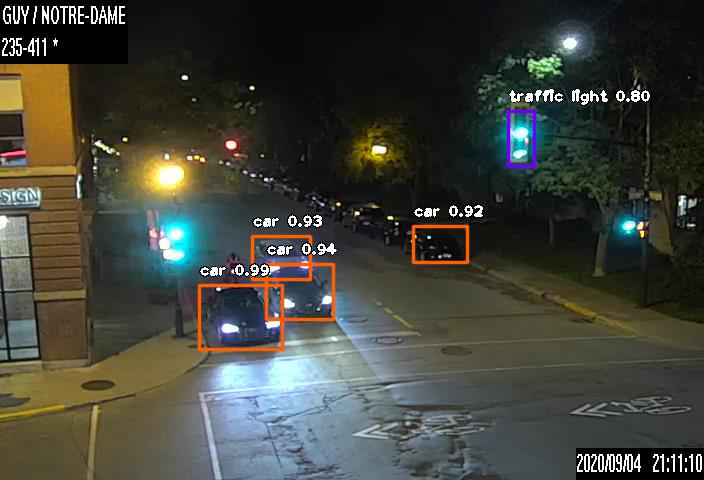 GUY / NOTRE-DAME
235-411 *
traffic light 0.80
SIGN
car 0.93
car 0.92
car 0.94
car 0.99
2020/09/04 21:11:10